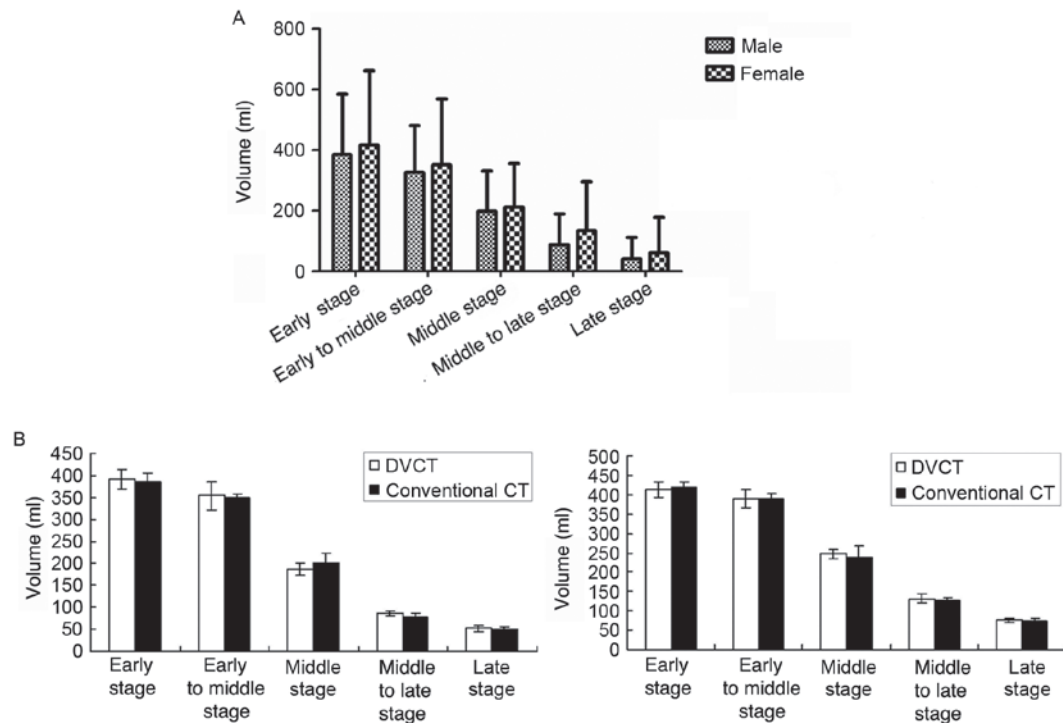 A
800
600
400
200
0
Volume (ml)
Male
Female
Early stage
Early to middle stage
Middle stage
Middle to late stage
Late stage
B
450
400
350
300
250
200
150
100
50
0
Volume (ml)
DVCT
Conventional CT
Early
stage
Early
to middle
stage
Middle
stage
Middle
to late
stage
Late
stage
500
450
400
350
300
250
200
150
100
50
0
Volume (ml)
DVCT
Conventional CT
Early
stage
Early
to middle
stage
Middle
stage
Middle
to late
stage
Late
stage